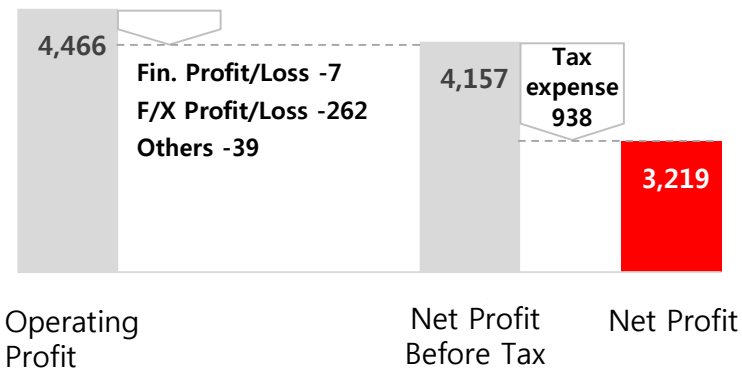 4,466
Fin. Profit/Loss -7
F/X Profit/Loss -262
Others -39
4,157
Tax
expense
938
3,219
Operating
Profit
Net Profit
Before Tax
Net Profit